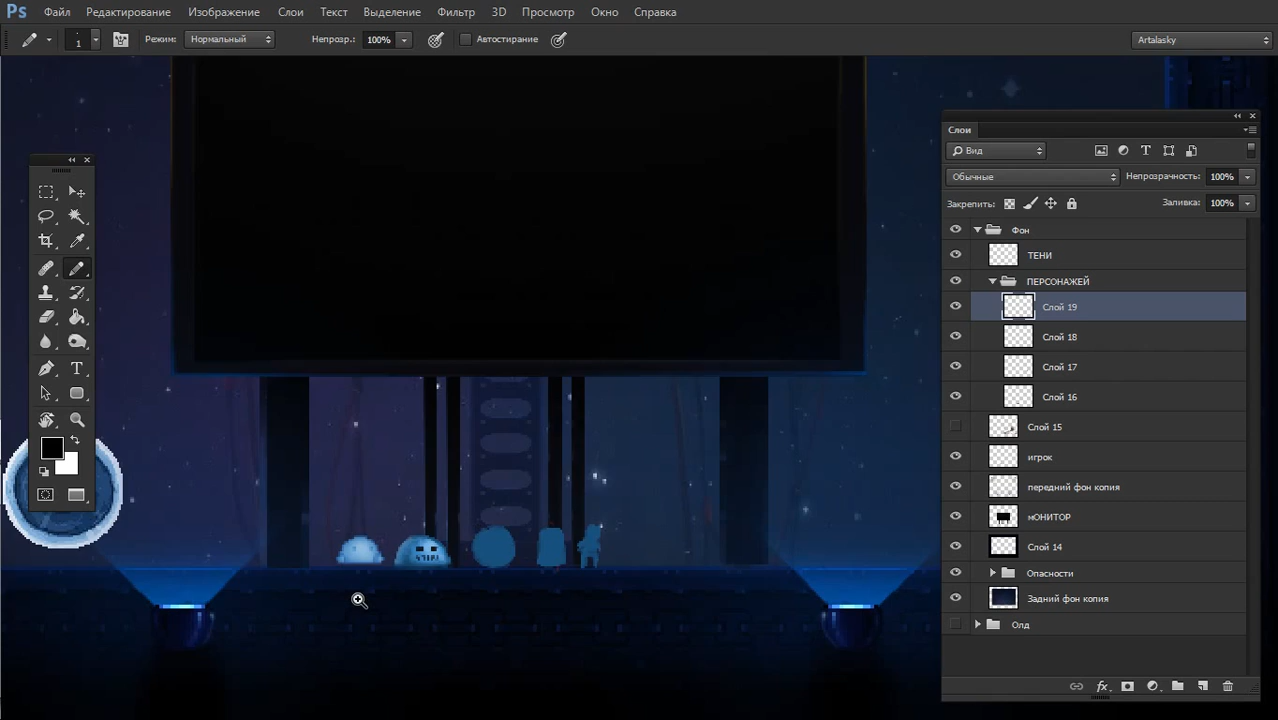 Ps Файл Редактирование Изображение Слои Текст Выделение Фильтр 3D Просмотр Окно Справка
1 Режим: Нормальный Непрозр.: 100% Автостирание Artalasky
Слои
Вид
Обычные Непрозрачность: 100%
Закрепить: Заливка: 100%
Фон
ТЕНИ
ПЕРСОНАЖЕЙ
Слой 19
Слой 18
Слой 17
Слой 16
Слой 15
игрок
передний фон копия
мОНИТОР
Слой 14
Опасности
Задний фон копия
Олд